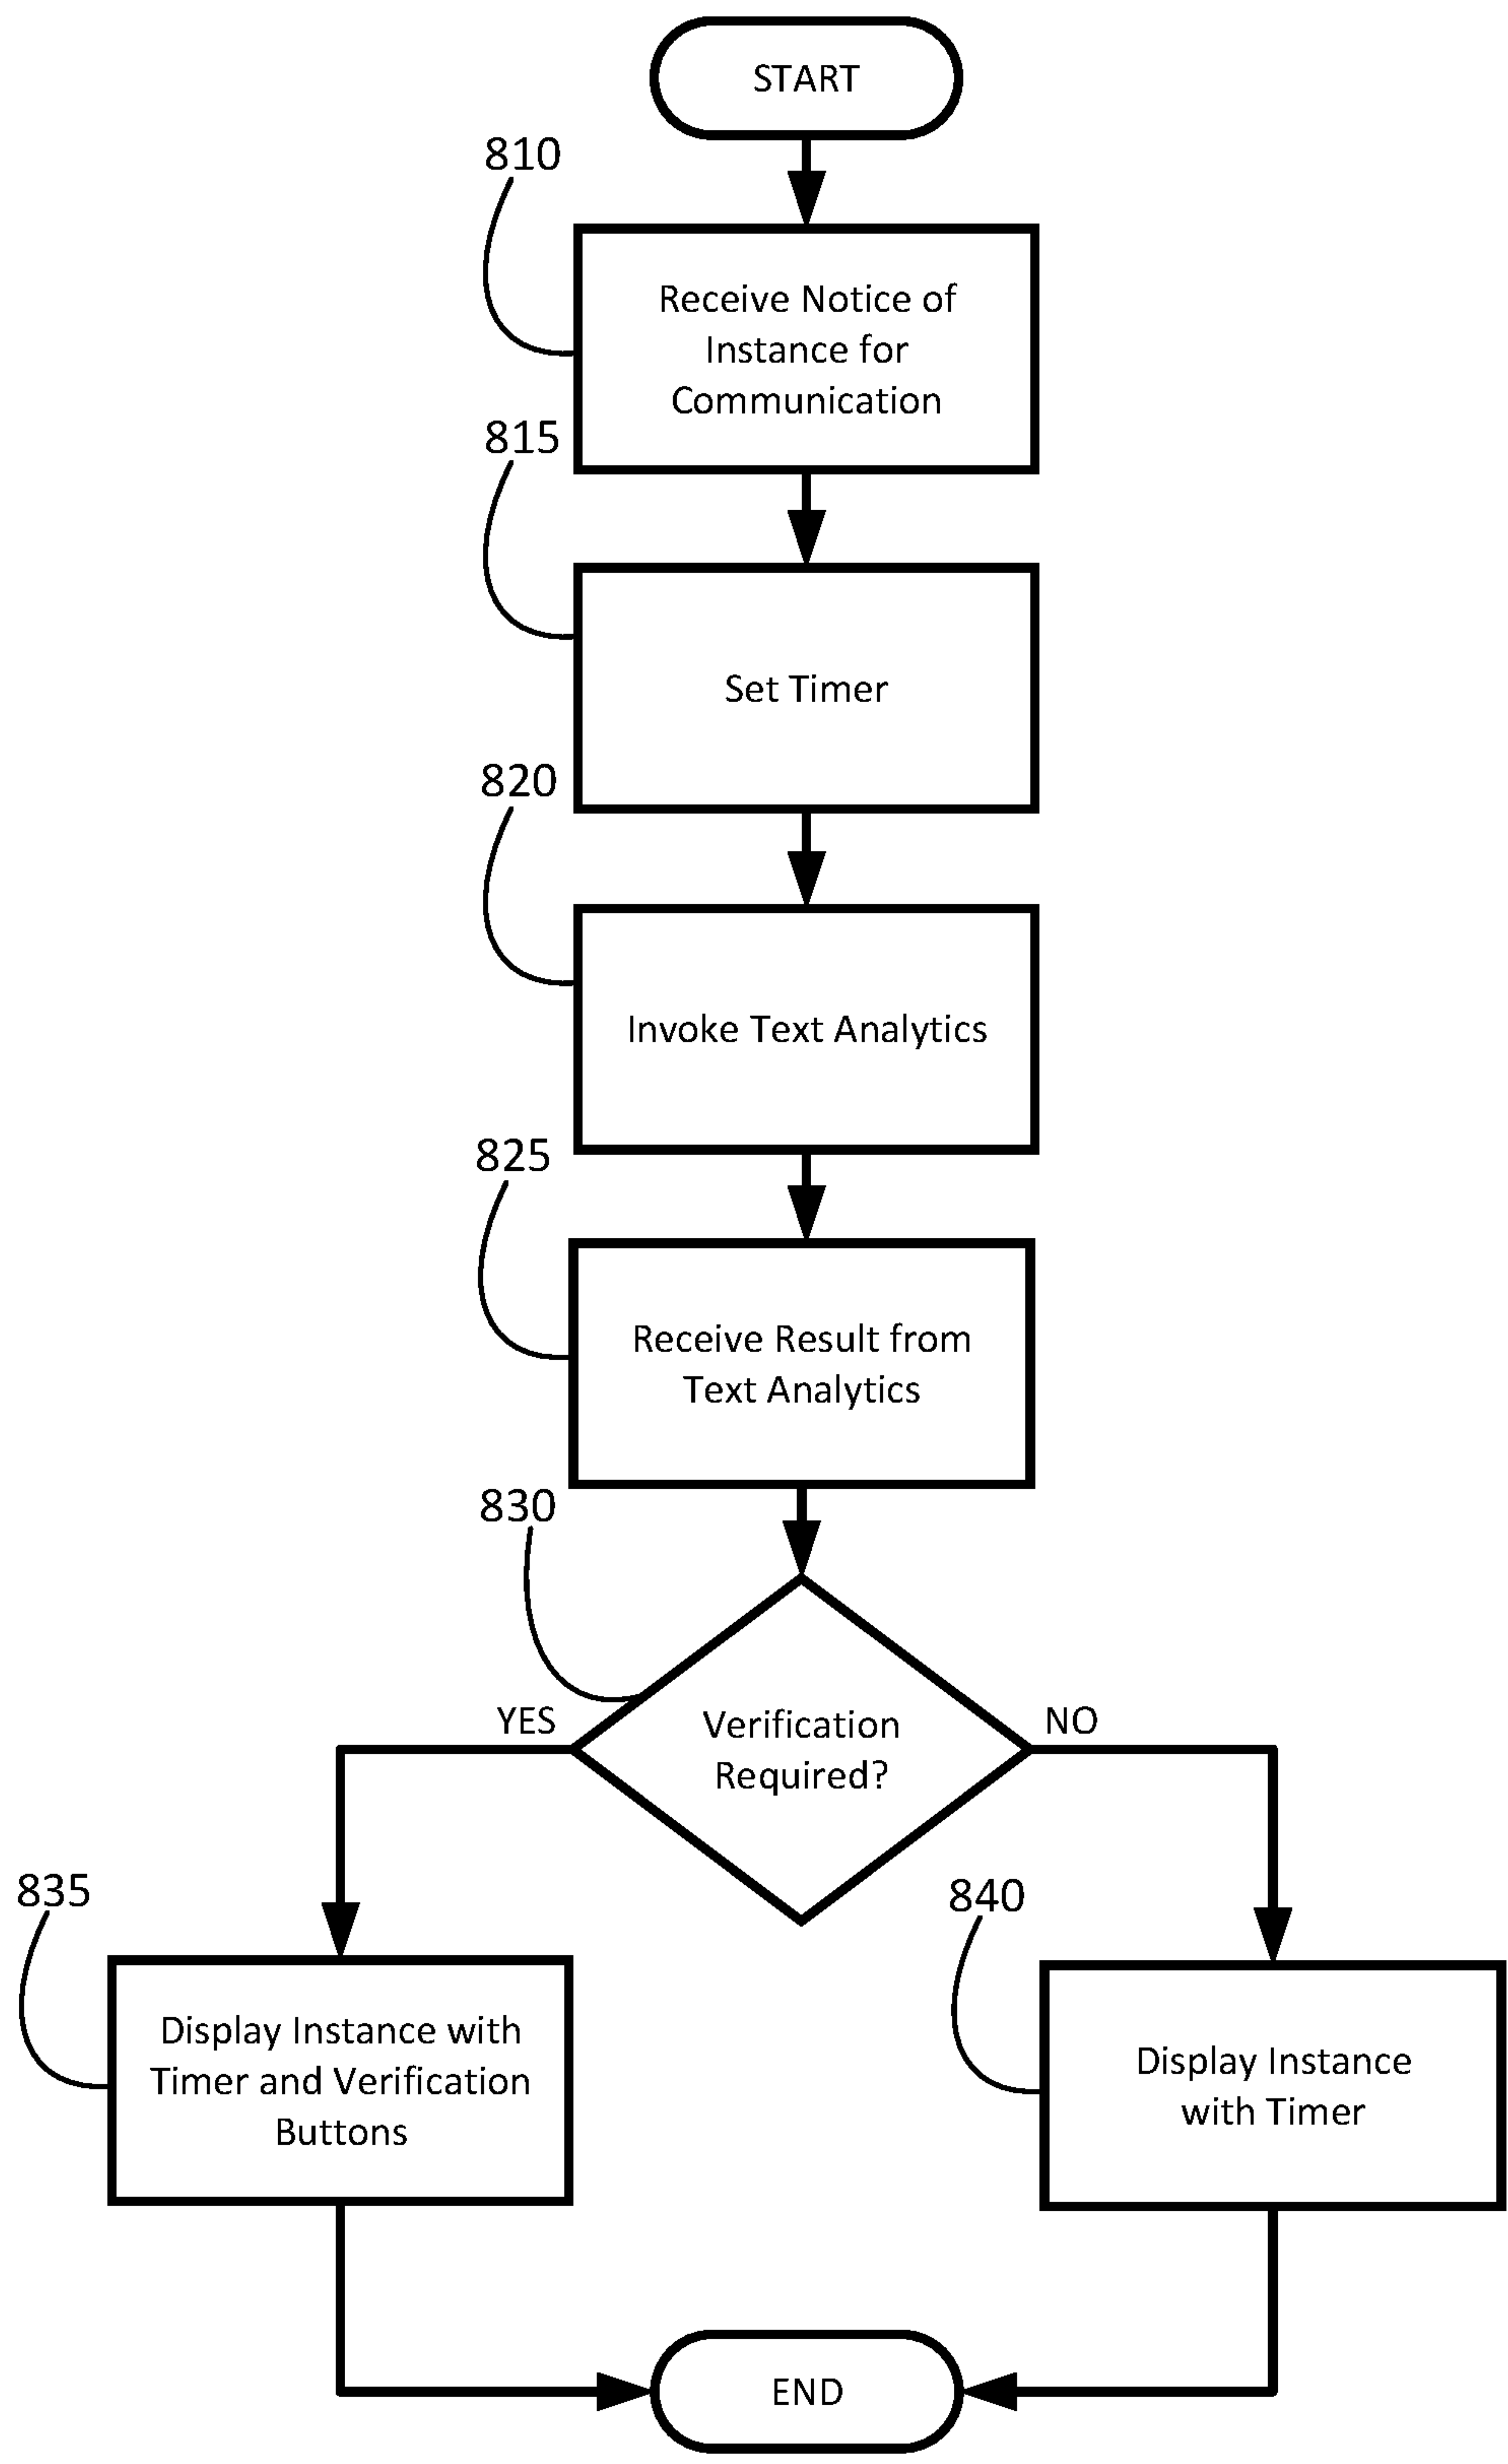 START
810
Receive Notice of
Instance for
Communication
815
Set Timer
820
Invoke Text Analytics
825
Receive Result from
Text Analytics
830
Verification
Required?
YES
NO
835
Display Instance with
Timer and Verification
Buttons
840
Display Instance
with Timer
END